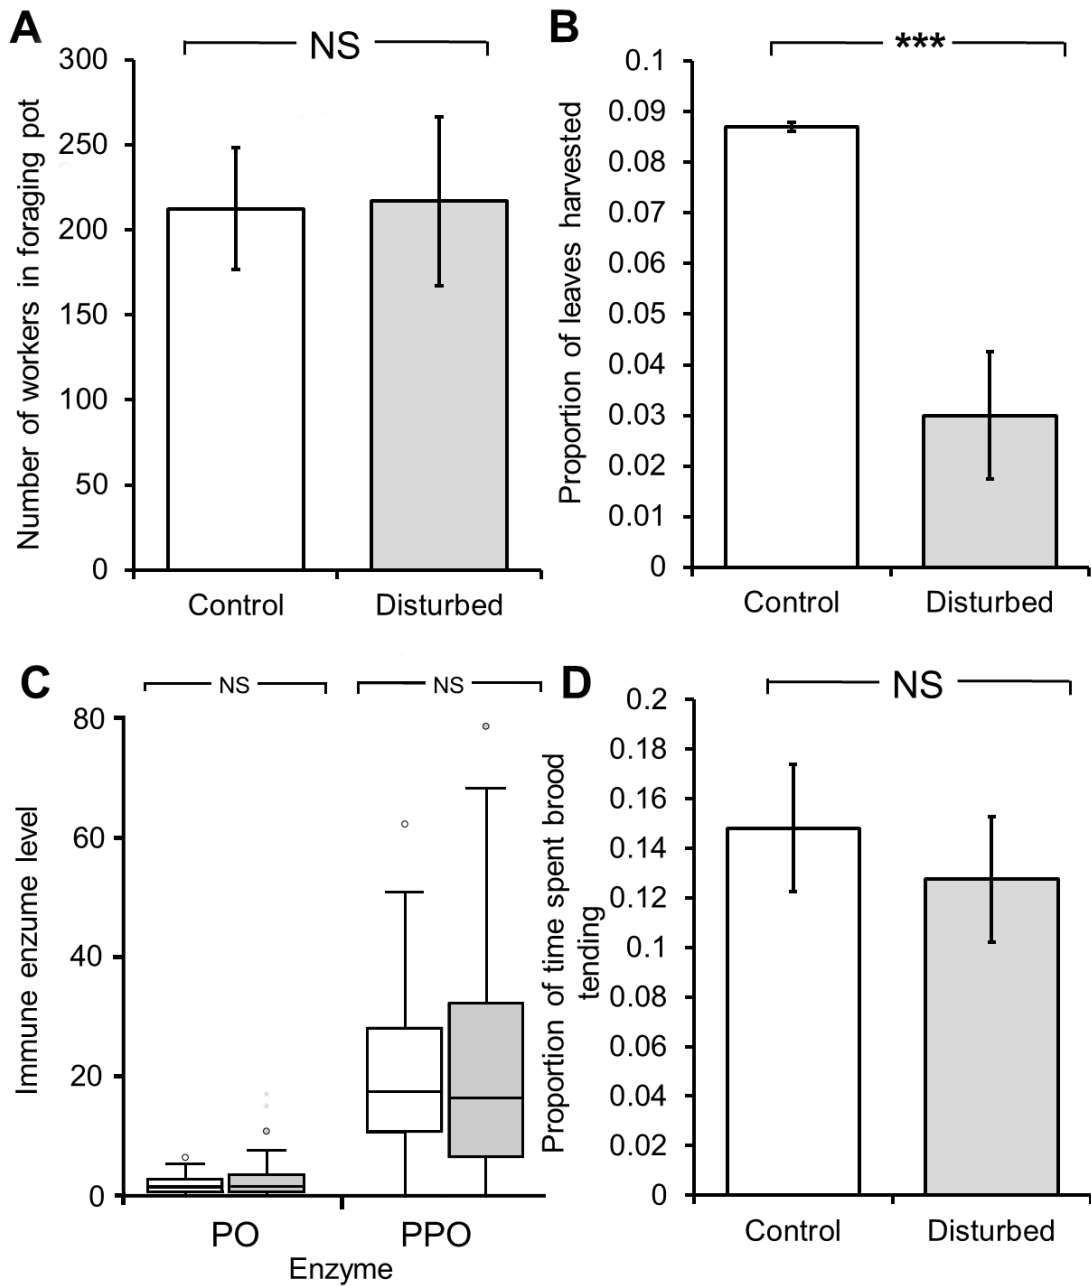 A
NS
300
250
200
150
100
50
0
Number of workers in foraging pot
Control Disturbed
B
***
0.1
0.09
0.08
0.07
0.06
0.05
0.04
0.03
0.02
0.01
0
Proportion of leaves harvested
Control Disturbed
C
NS NS
80
60
40
20
0
Immune enzume level
PO PPO
Enzyme
D
NS
0.2
0.18
0.16
0.14
0.12
0.1
0.08
0.06
0.04
0.02
0
Proportion of time spent brood
tending
Control Disturbed